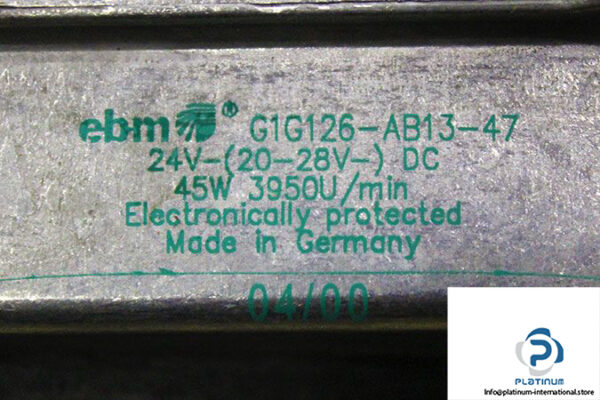 ebm® G1G126-AB13-47
24V-(20-28V-) DC
45W 3950U/min
Electronically protected
Made in Germany
04/00
PLATINUM
Info@platinum-international.store